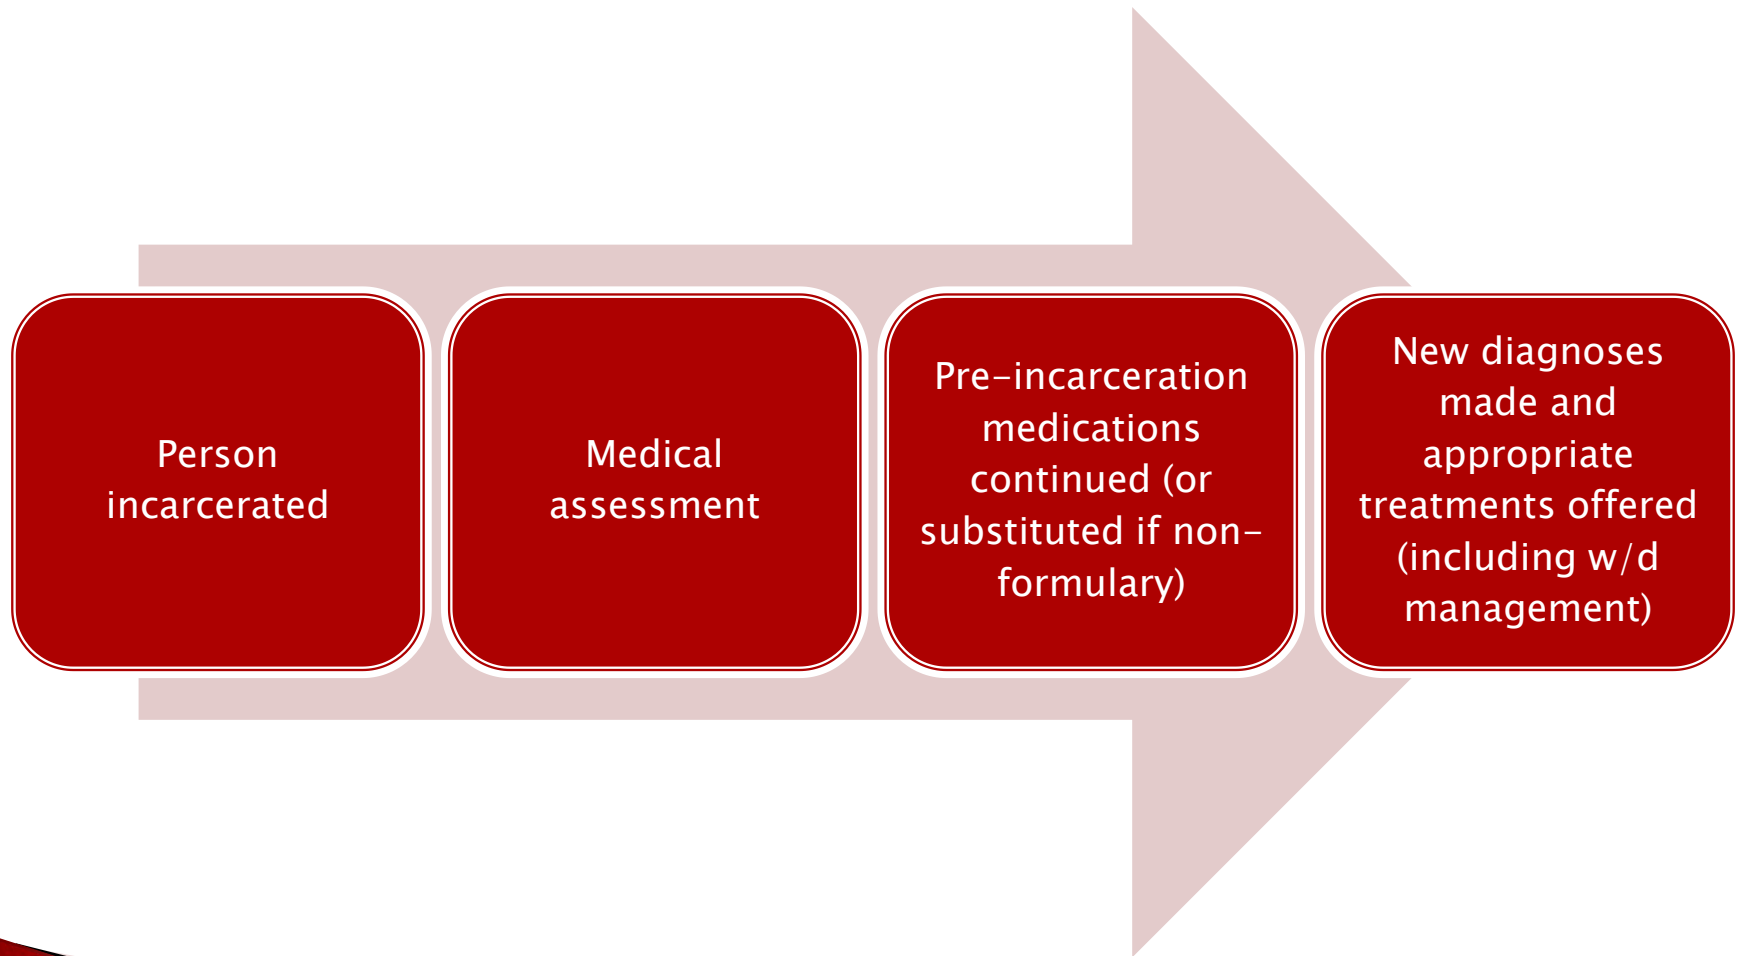 Person
incarcerated
Medical
assessment
Pre-incarceration
medications
continued (or
substituted if non-
formulary)
New diagnoses
made and
appropriate
treatments offered
(including w/d
management)